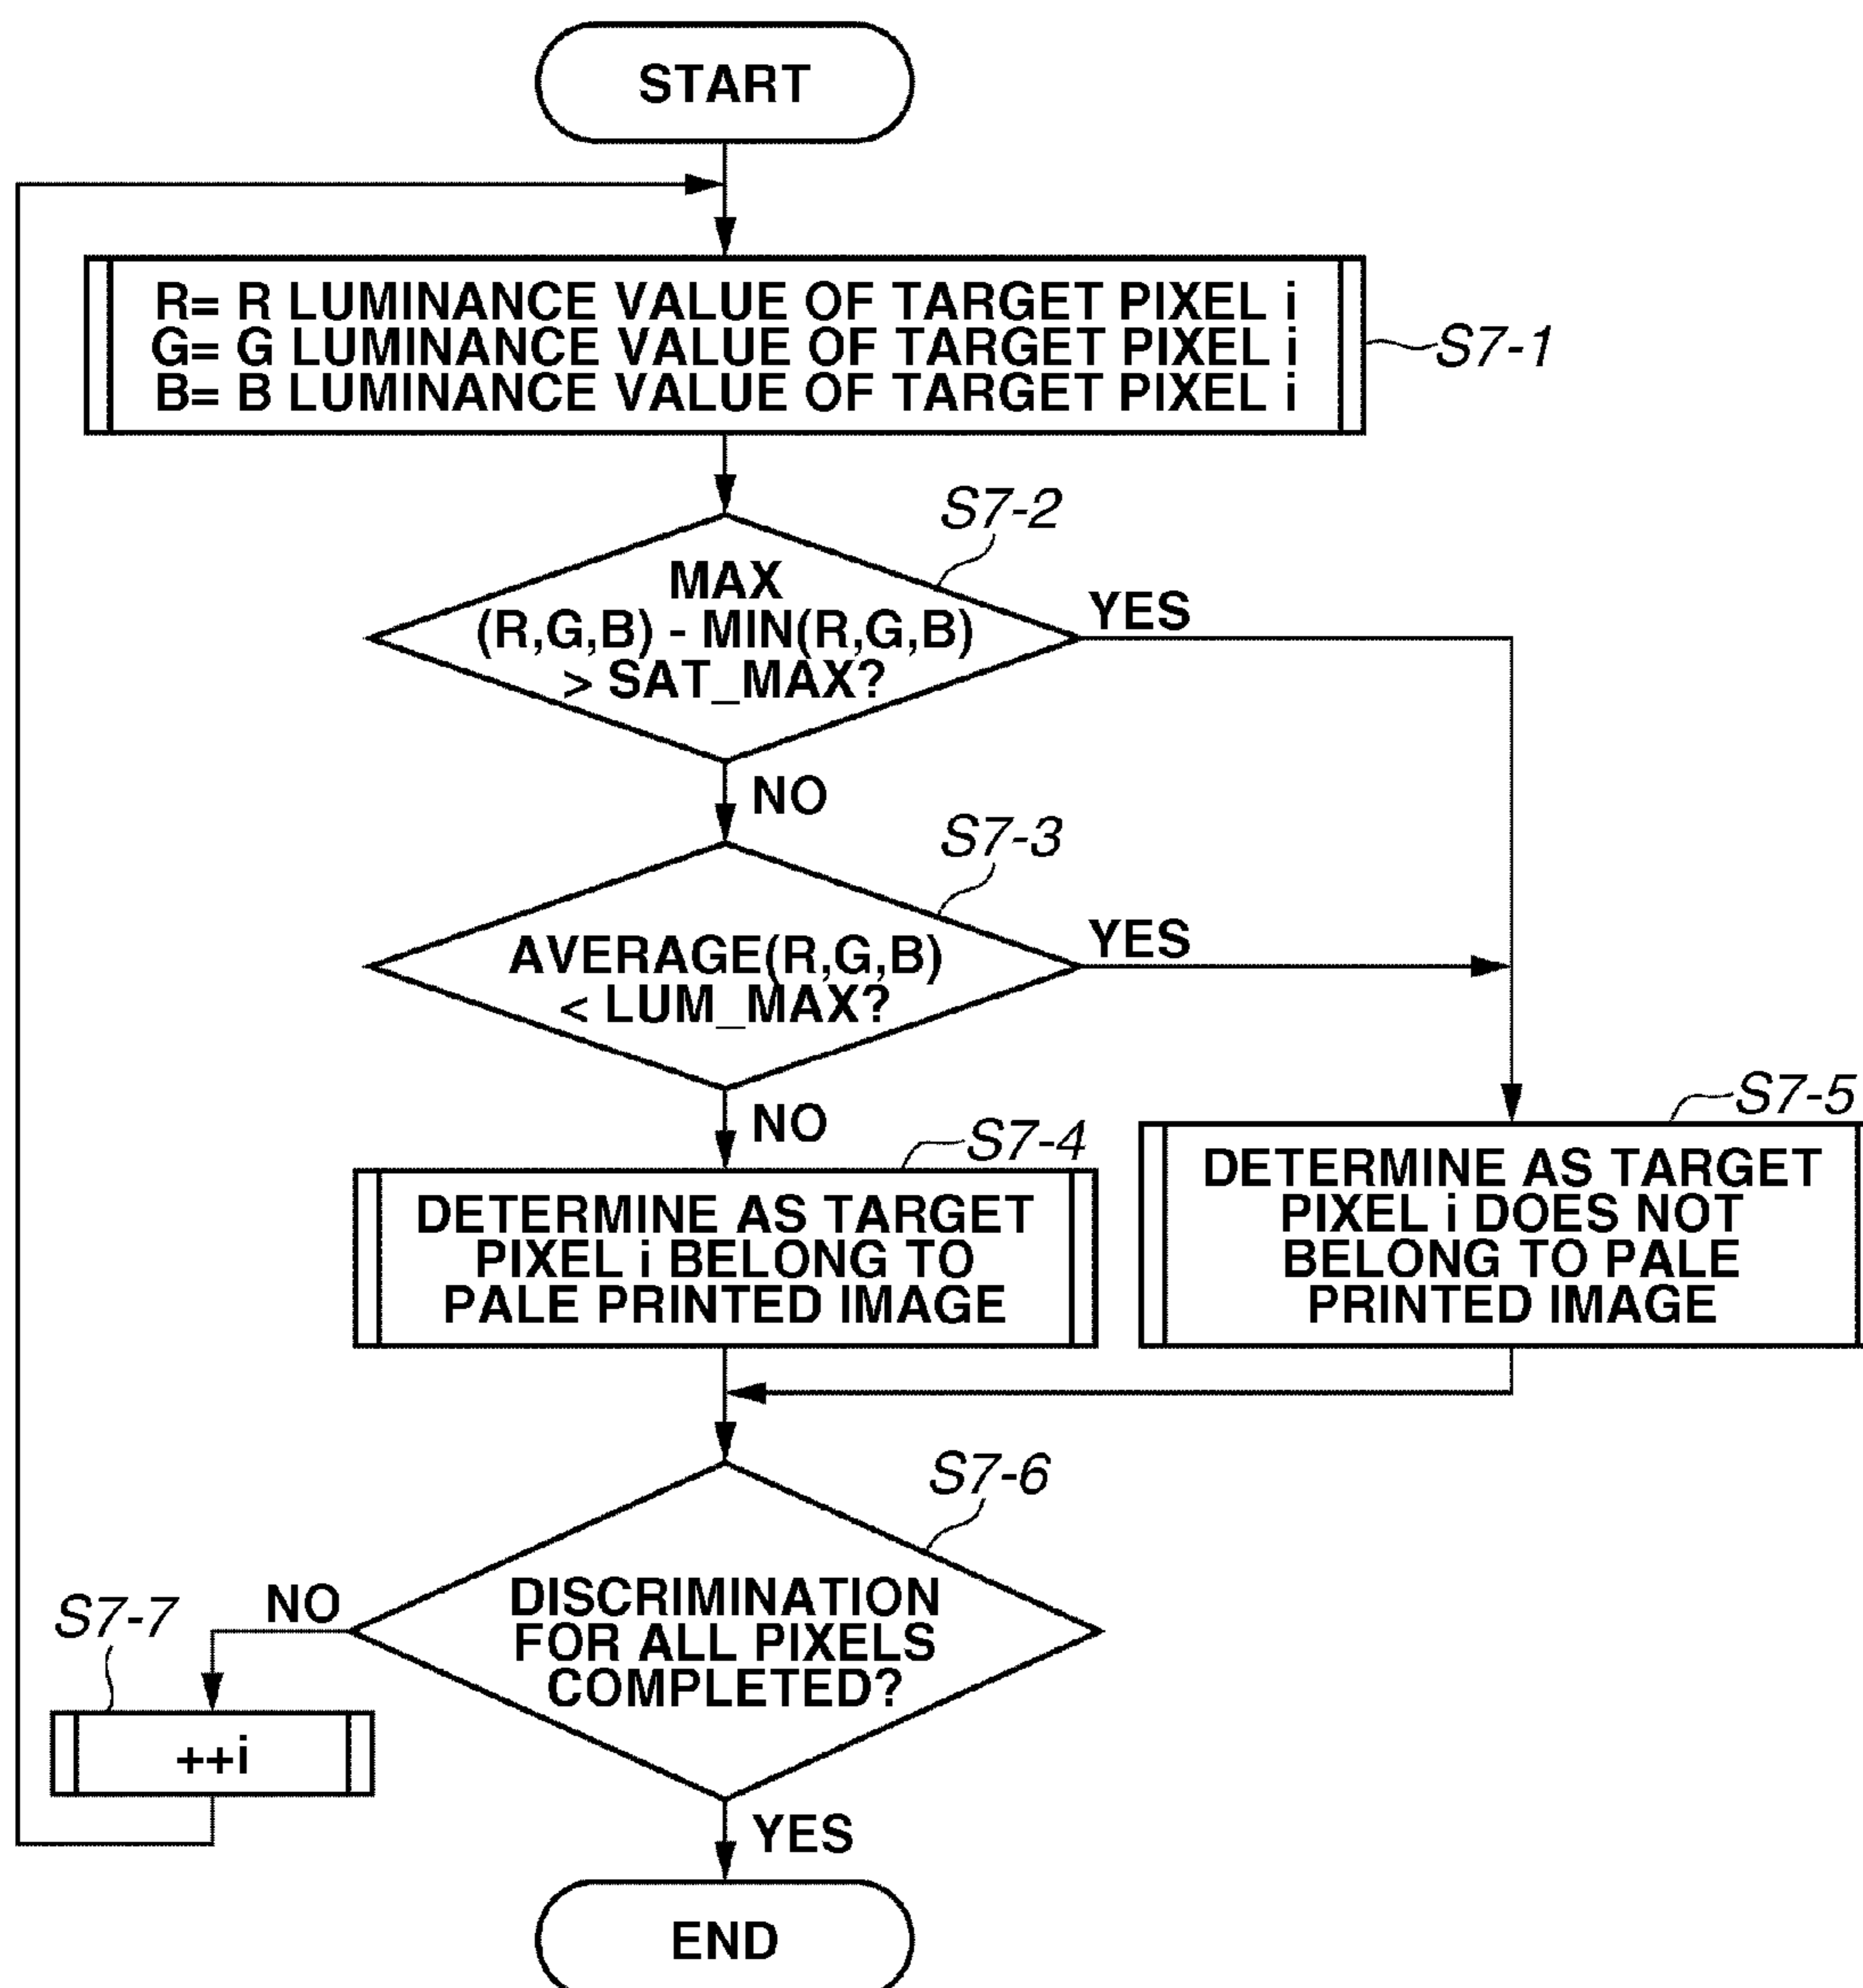 START
R= R LUMINANCE VALUE OF TARGET PIXEL i
G= G LUMINANCE VALUE OF TARGET PIXEL i
B= B LUMINANCE VALUE OF TARGET PIXEL i
S7-1
S7-2
MAX
(R,G,B) - MIN(R,G,B)
> SAT_MAX?
YES
NO
S7-3
AVERAGE(R,G,B)
< LUM_MAX?
YES
NO
S7-4
DETERMINE AS TARGET
PIXEL i BELONG TO
PALE PRINTED IMAGE
S7-5
DETERMINE AS TARGET
PIXEL i DOES NOT
BELONG TO PALE
PRINTED IMAGE
S7-6
DISCRIMINATION
FOR ALL PIXELS
COMPLETED?
NO
S7-7
++i
YES
END